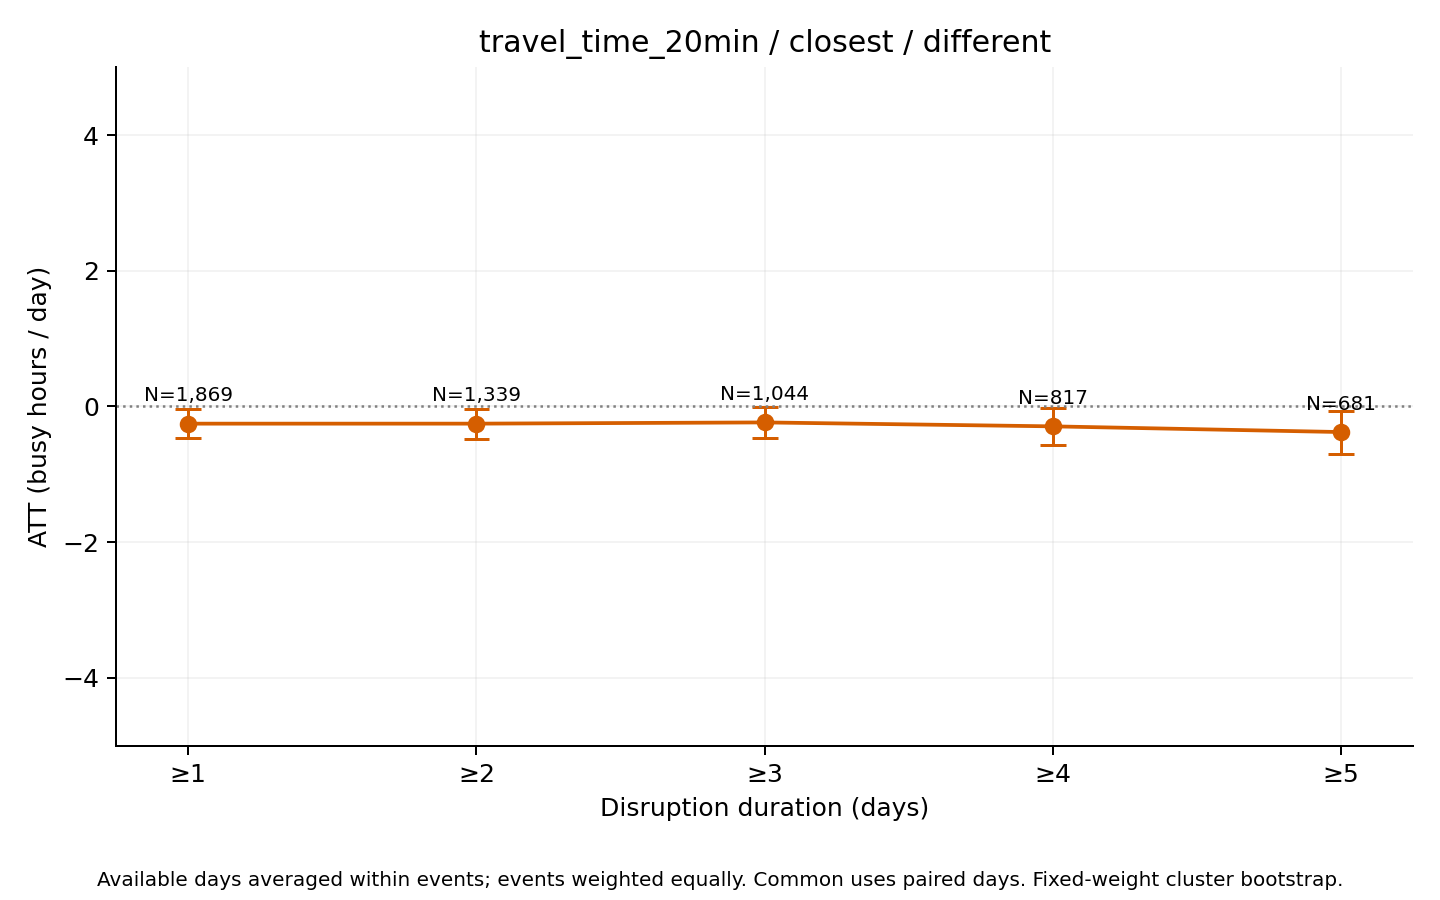 travel_time_20min / closest / different
ATT (busy hours / day)
4
2
0
−2
−4
N=1,869
N=1,339
N=1,044
N=817
N=681
≥1
≥2
≥3
≥4
≥5
Disruption duration (days)
Available days averaged within events; events weighted equally. Common uses paired days. Fixed-weight cluster bootstrap.